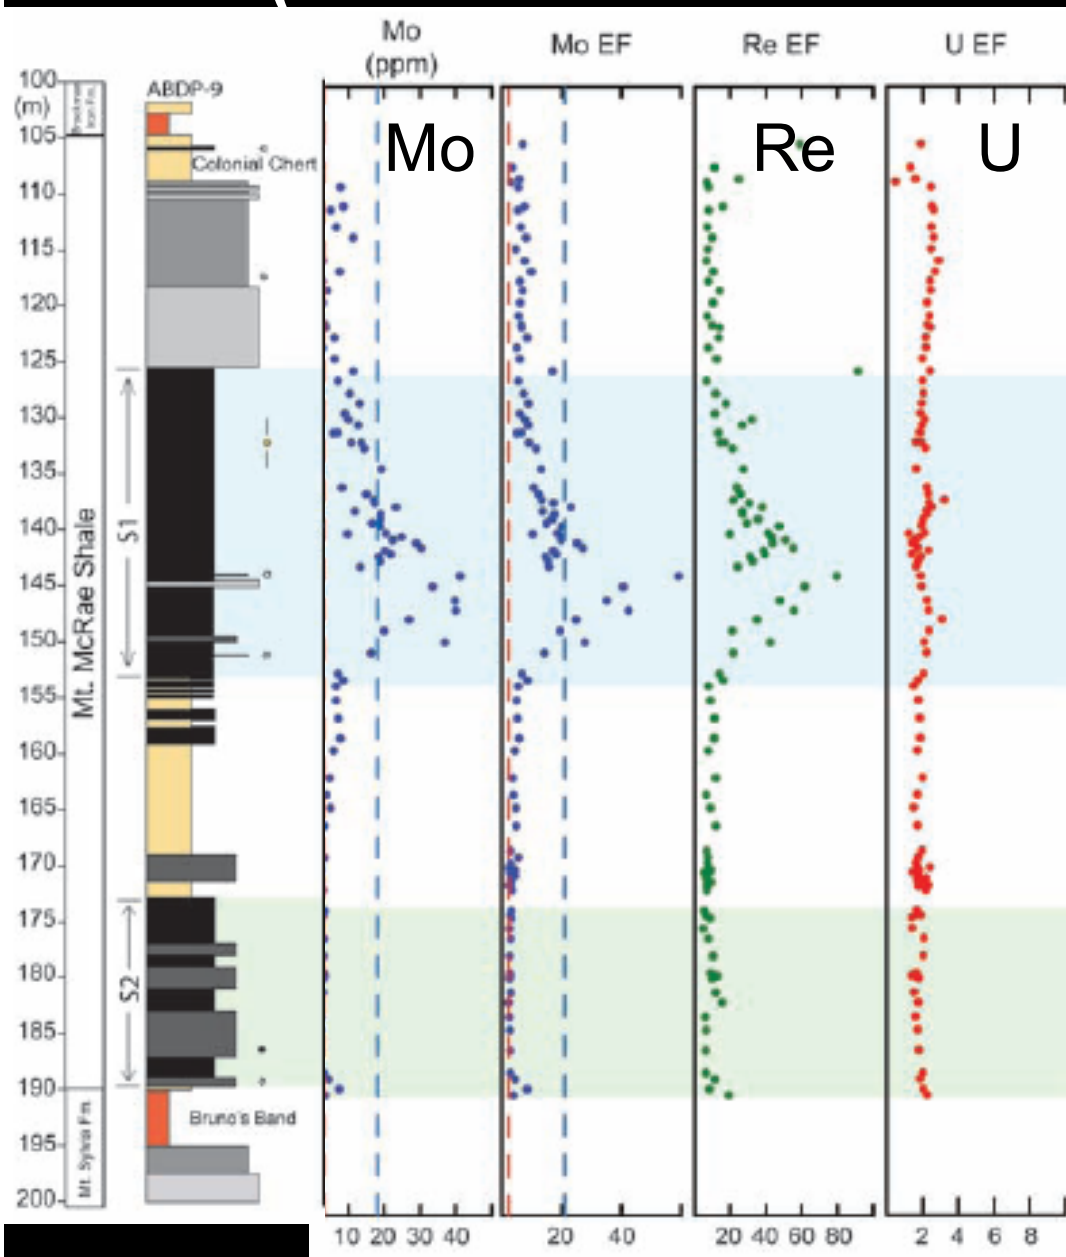 Mo
(ppm)
Mo EF
Re EF
U EF
100
(m)
ABDP-9
Mo
Re
U
105
Colonial Chert
110
115
120
125
130
135
140
145
150
155
160
165
170
175
180
185
190
195
200
Mt. McRae Shale
S1
S2
Bruno's Band
Mt. Sylvia Fm.
10 20 30 40
20 40
20 40 60 80
2 4 6 8